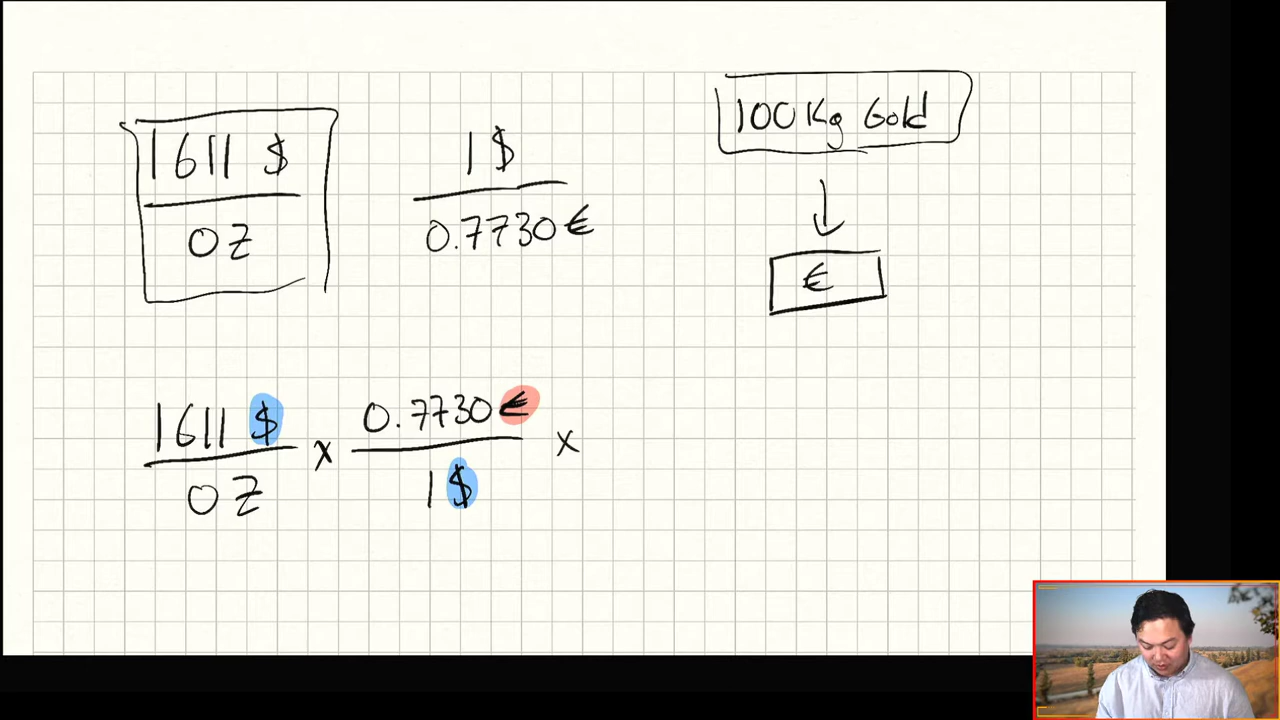 1611 $
OZ
1 $
0.7730 €
100 Kg Gold
€
1611 $
OZ
x
0.7730 €
1 $
x